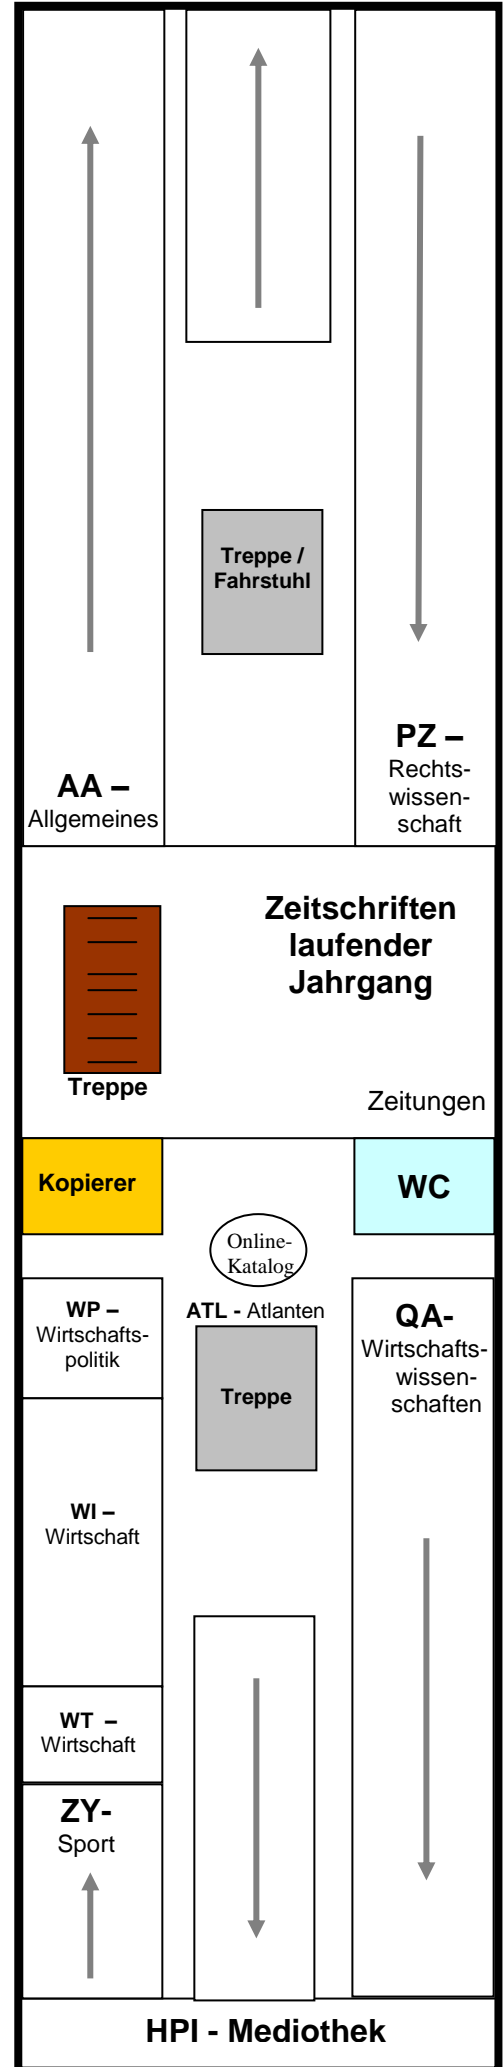 Treppe /
Fahrstuhl
PZ –
Rechts-
wissen-
schaft
AA –
Allgemeines
Zeitschriften
laufender
Jahrgang
Treppe
Zeitungen
Kopierer
WC
Online-
Katalog
ATL - Atlanten
WP –
Wirtschafts-
politik
QA-
Wirtschafts-
wissen-
schaften
Treppe
WI –
Wirtschaft
WT –
Wirtschaft
ZY-
Sport
HPI - Mediothek